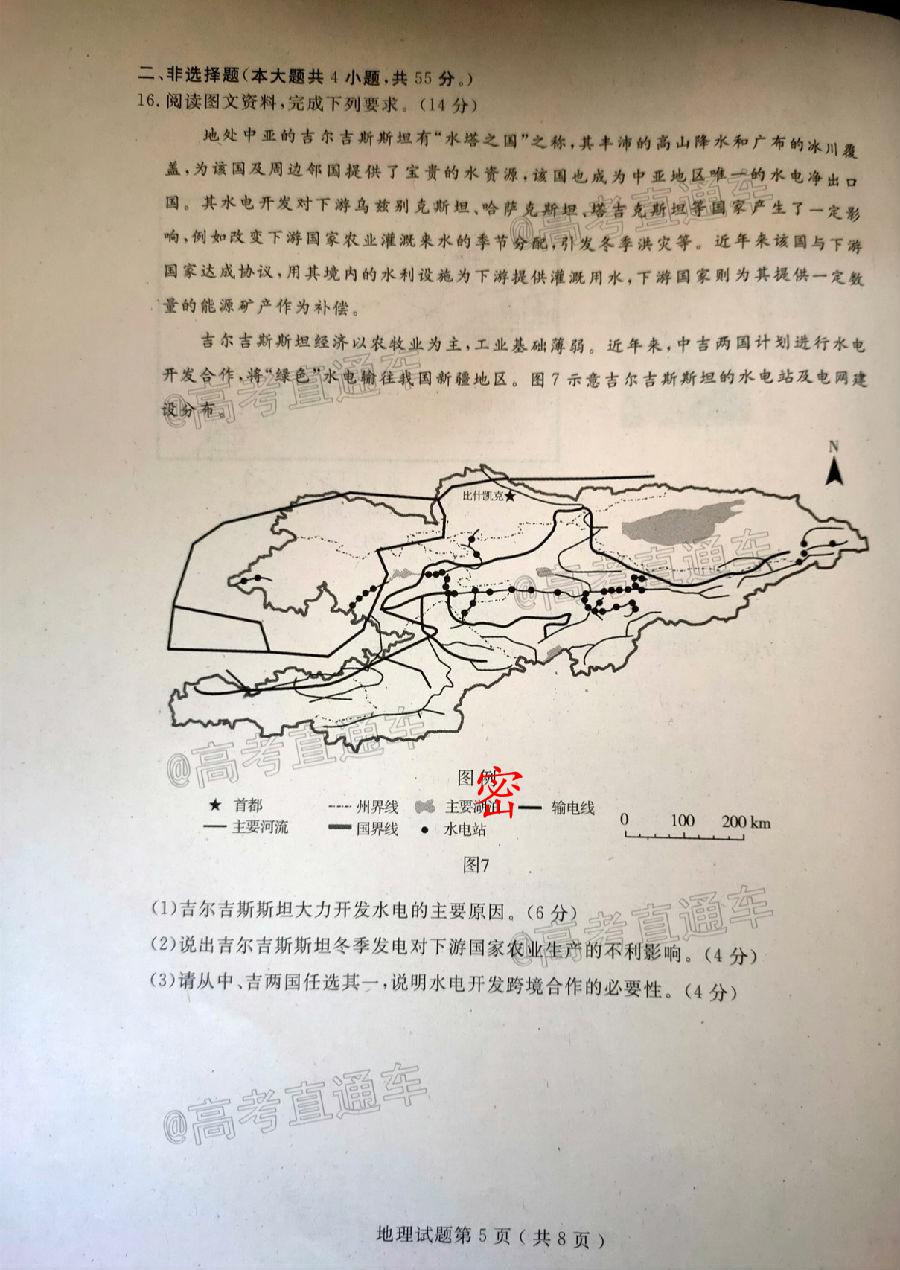 二、非选择题(本大题共4小题,共55分。)
16.阅读图文资料,完成下列要求。(14分)
地处中亚的吉尔吉斯斯坦有“水塔之国”之称,其丰沛的高山降水和广布的冰川覆
盖,为该国及周边邻国提供了宝贵的水资源,该国也成为中亚地区唯一的水电净出口
国。其水电开发对下游乌兹别克斯坦、哈萨克斯坦、塔吉克斯坦等国家产生了一定影
响,例如改变下游国家农业灌溉来水的季节分配,引发冬季洪灾等。近年来该国与下游
国家达成协议,用其境内的水利设施为下游提供灌溉用水,下游国家则为其提供一定数
量的能源矿产作为补偿。
吉尔吉斯斯坦经济以农牧业为主,工业基础薄弱。近年来,中吉两国计划进行水电
开发合作,将“绿色”水电输往我国新疆地区。图7示意吉尔吉斯斯坦的水电站及电网建
设分布。
N
比什凯克
图例
密
首都 州界线 主要湖泊 输电线
主要河流 国界线 水电站
0 100 200 km
图7
(1)吉尔吉斯斯坦大力开发水电的主要原因。(6分)
(2)说出吉尔吉斯斯坦冬季发电对下游国家农业生产的不利影响。(4分)
(3)请从中、吉两国任选其一,说明水电开发跨境合作的必要性。(4分)
地理试题第5页(共8页)
@高考直通车
@高考直通车
@高考直通车
@高考直通车
@高考直通车
@高考直通车